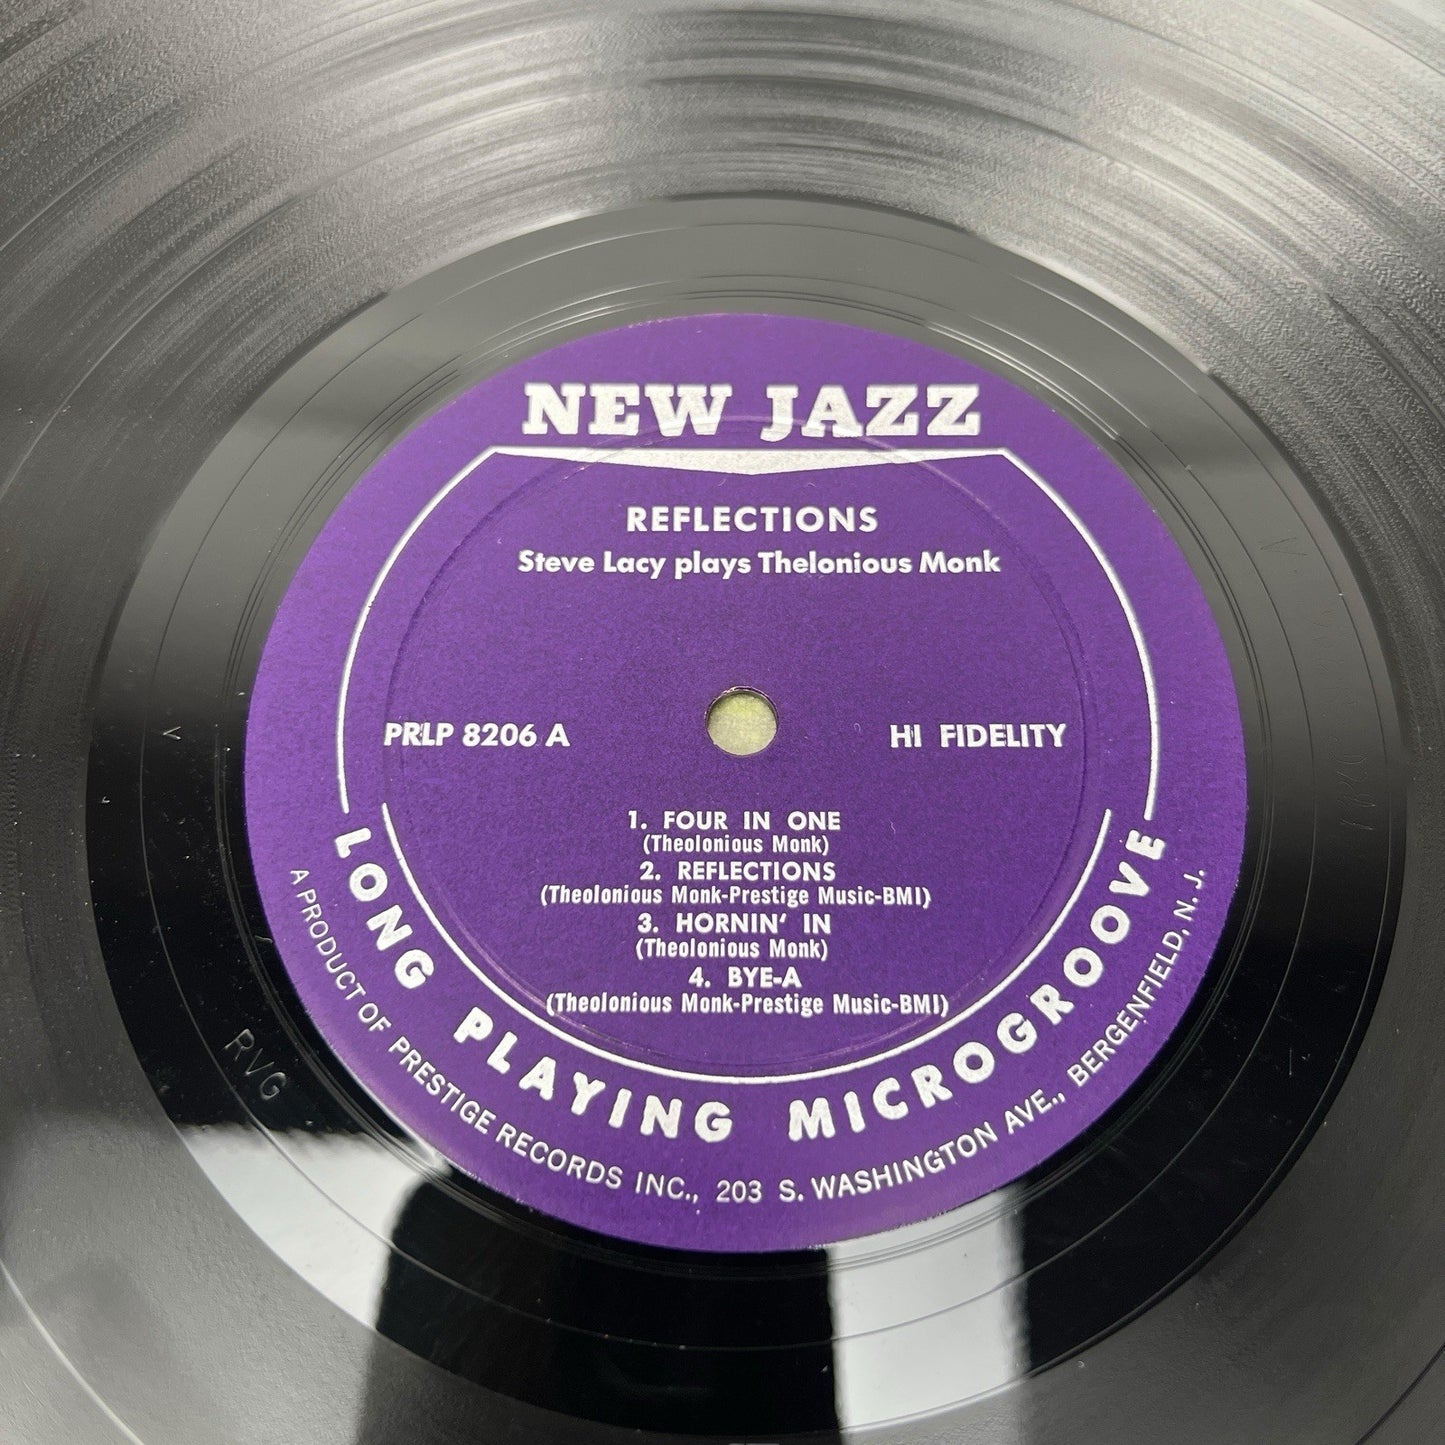 NEW JAZZ
REFLECTIONS
Steve Lacy plays Thelonious Monk
PRLP 8206 A
HI FIDELITY
1. FOUR IN ONE
(Theolonious Monk)
2. REFLECTIONS
(Theolonious Monk-Prestige Music-BMI)
3. HORNIN' IN
(Theolonious Monk)
4. BYE-A
(Theolonious Monk-Prestige Music-BMI)
LONG PLAYING MICROGROOVE
A PRODUCT OF PRESTIGE RECORDS INC., 203 S. WASHINGTON AVE., BERGENFIELD, N. J.
RVG